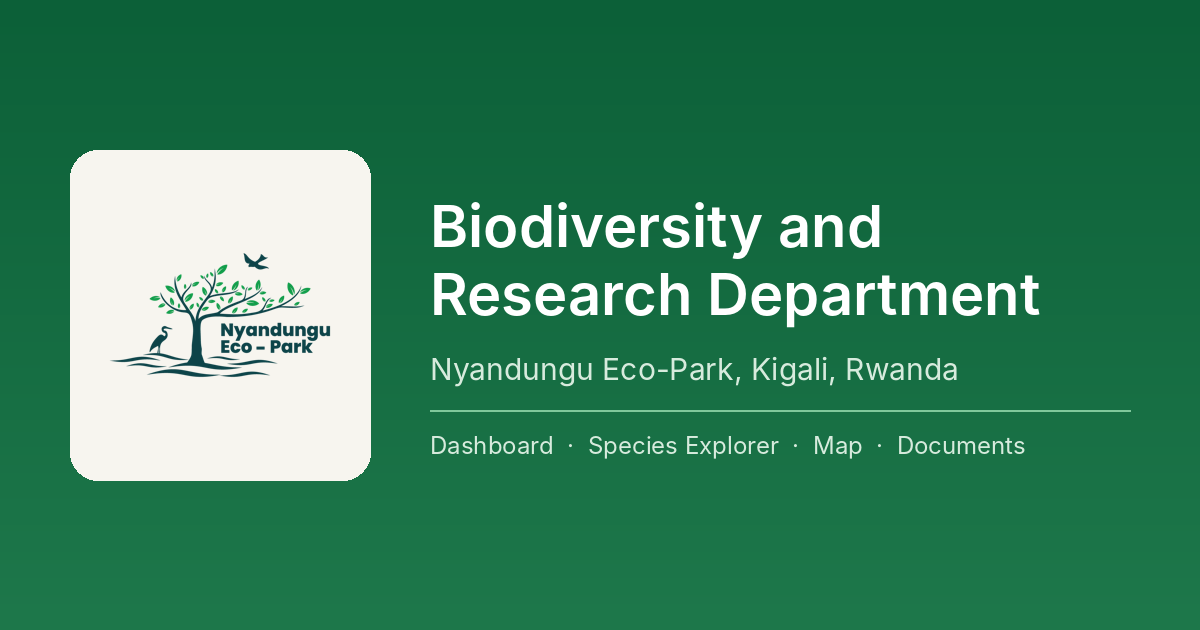 Nyandungu
Eco - Park
Biodiversity and
Research Department
Nyandungu Eco-Park, Kigali, Rwanda
Dashboard · Species Explorer · Map · Documents